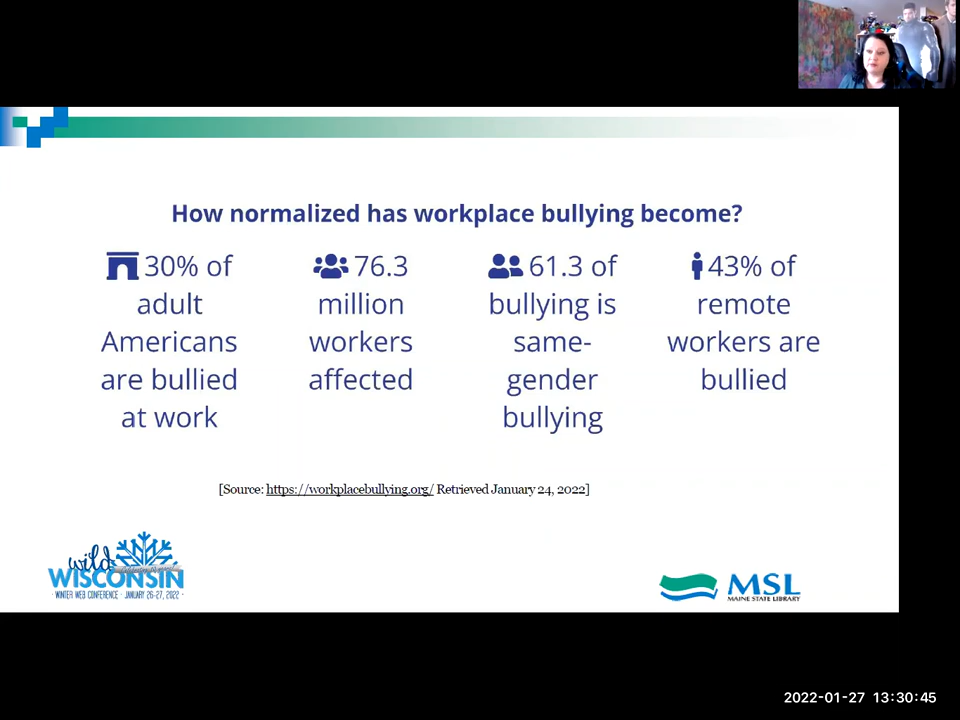 How normalized has workplace bullying become?
30% of
adult
Americans
are bullied
at work
76.3
million
workers
affected
61.3 of
bullying is
same-
gender
bullying
43% of
remote
workers are
bullied
[Source: https://workplacebullying.org/ Retrieved January 24, 2022]
wild
WISCONSIN
WINTER WEB CONFERENCE · JANUARY 26-27, 2022 ·
MSL
MAINE STATE LIBRARY
2022-01-27 13:30:45